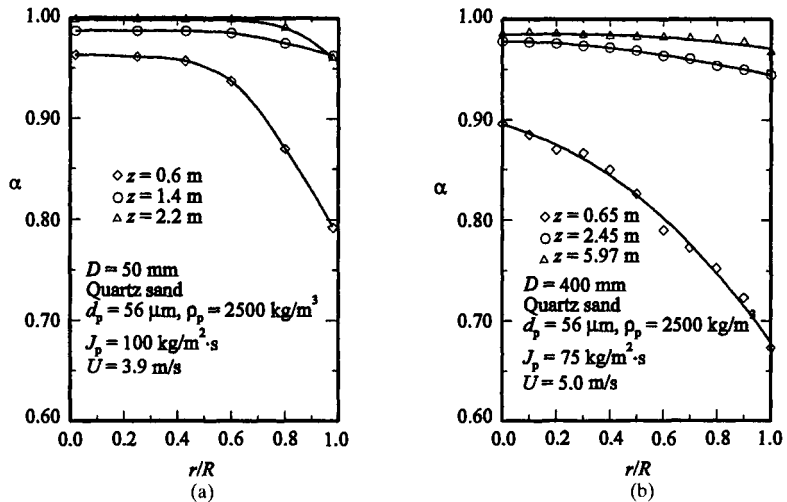 1.00
0.90
α
0.80
0.70
0.60
z = 0.6 m
z = 1.4 m
z = 2.2 m
D = 50 mm
Quartz sand
dp = 56 μm, ρp = 2500 kg/m³
Jp = 100 kg/m²·s
U = 3.9 m/s
0.0 0.2 0.4 0.6 0.8 1.0
r/R
(a)
1.00
0.90
α
0.80
0.70
0.60
z = 0.65 m
z = 2.45 m
z = 5.97 m
D = 400 mm
Quartz sand
dp = 56 μm, ρp = 2500 kg/m
Jp = 75 kg/m²·s
U = 5.0 m/s
0.0 0.2 0.4 0.6 0.8 1.0
r/R
(b)